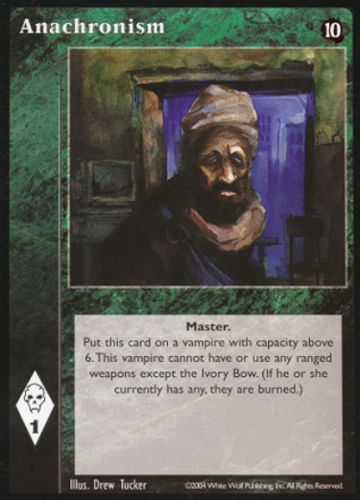 Anachronism
10
Master.
Put this card on a vampire with capacity above
6. This vampire cannot have or use any ranged
weapons except the Ivory Bow. (If he or she
currently has any, they are burned.)
1
Illus. Drew Tucker
©2004 White Wolf Publishing, Inc. All Rights Reserved.